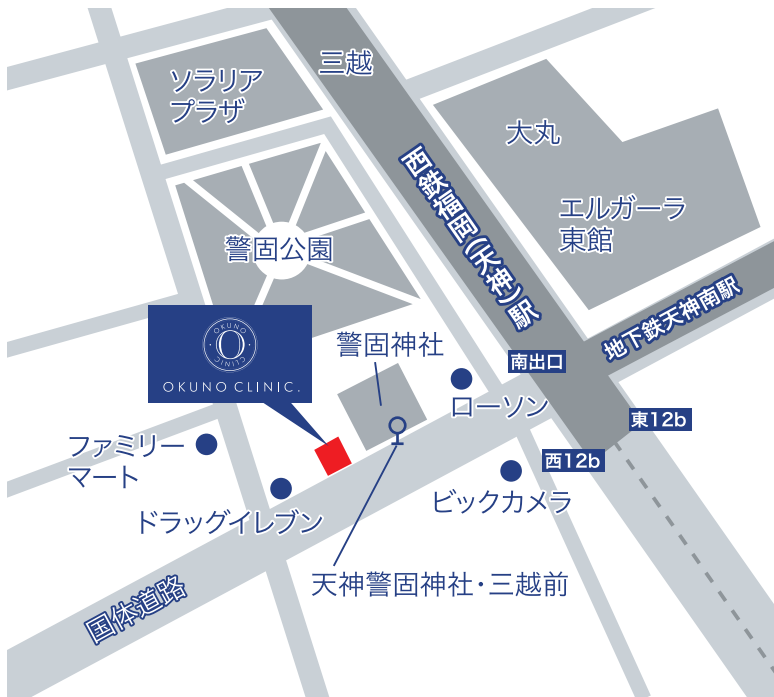 三越
ソラリア
プラザ
大丸
西鉄福岡(天神)駅
エルガーラ
東館
警固公園
地下鉄天神南駅
OKUNO
O
CLINIC
OKUNO CLINIC.
警固神社
南出口
ローソン
東12b
ファミリー
マート
西12b
ビックカメラ
ドラッグイレブン
天神警固神社・三越前
国体道路